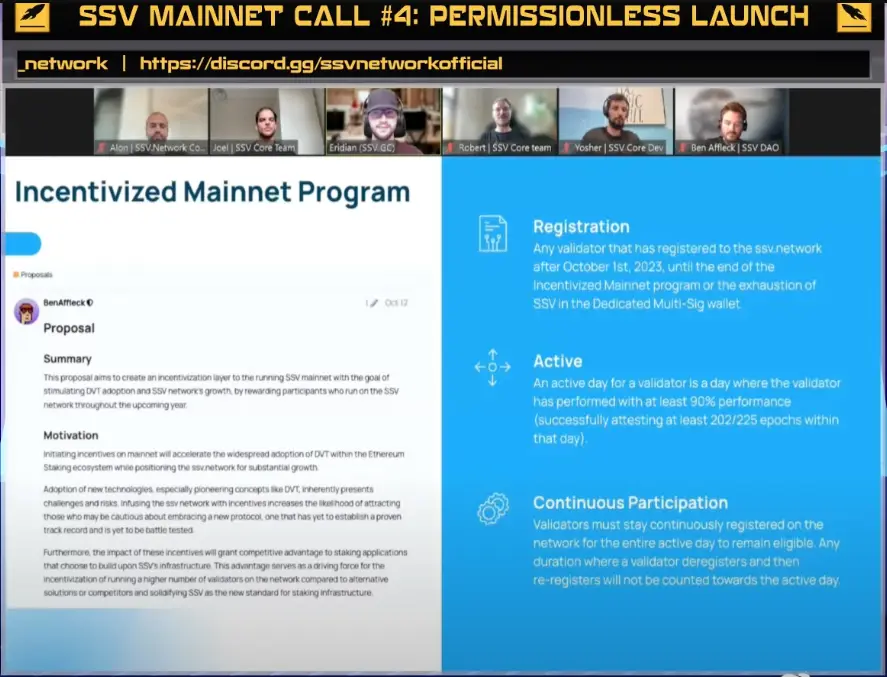 SSV MAINNET CALL #4: PERMISSIONLESS LAUNCH
_network | https://discord.gg/ssvnetworkofficial
Alon | SSV.Network Co...
Joel | SSV Core Team
Eridian (SSV.GC)
Robert | SSV Core team
Yosher | SSV Core Dev
Ben Affleck | SSV DAO
Incentivized Mainnet Program
Proposals
BenAffleck
Oct 12
Proposal
Summary
This proposal aims to create an incentivization layer to the running SSV mainnet with the goal of
stimulating DVT adoption and SSV network's growth, by rewarding participants who run on the SSV
network throughout the upcoming year.
Motivation
Initiating incentives on mainnet will accelerate the widespread adoption of DVT within the Ethereum
Staking ecosystem while positioning the ssv.network for substantial growth.
Adoption of new technologies, especially pioneering concepts like DVT, inherently presents
challenges and risks. Infusing the ssv network with incentives increases the likelihood of attracting
those who may be cautious about embracing a new protocol, one that has yet to establish a proven
track record and is yet to be battle tested.
Furthermore, the impact of these incentives will grant competitive advantage to staking applications
that choose to build upon SSV's infrastructure. This advantage serves as a driving force for the
incentivization of running a higher number of validators on the network compared to alternative
solutions or competitors and solidifying SSV as the new standard for staking infrastructure.
Registration
Any validator that has registered to the ssv.network
after October 1st, 2023, until the end of the
Incentivized Mainnet program or the exhaustion of
SSV in the Dedicated Multi-Sig wallet
Active
An active day for a validator is a day where the validator
has performed with at least 90% performance
(successfully attesting at least 202/225 epochs within
that day).
Continuous Participation
Validators must stay continuously registered on the
network for the entire active day to remain eligible. Any
duration where a validator deregisters and then
re-registers will not be counted towards the active day.